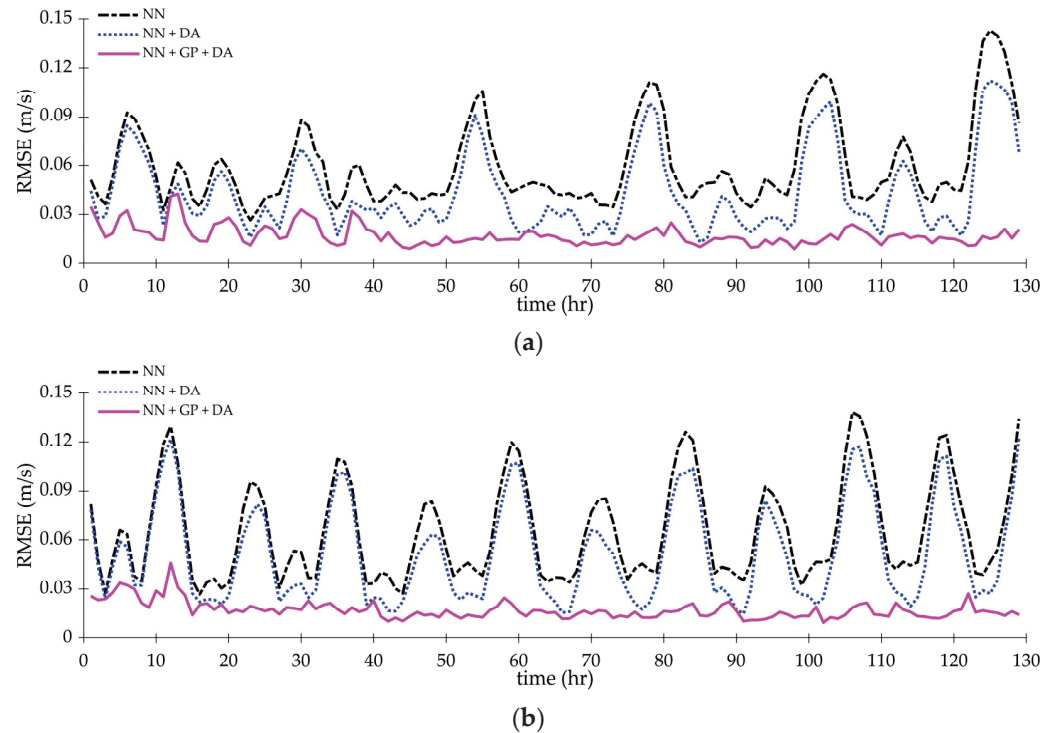 0.15
0.12
0.09
0.06
0.03
0
RMSE (m/s)
NN
NN + DA
NN + GP + DA
0 10 20 30 40 50 60 70 80 90 100 110 120 130
time (hr)
(a)
0.15
0.12
0.09
0.06
0.03
0
RMSE (m/s)
NN
NN + DA
NN + GP + DA
0 10 20 30 40 50 60 70 80 90 100 110 120 130
time (hr)
(b)